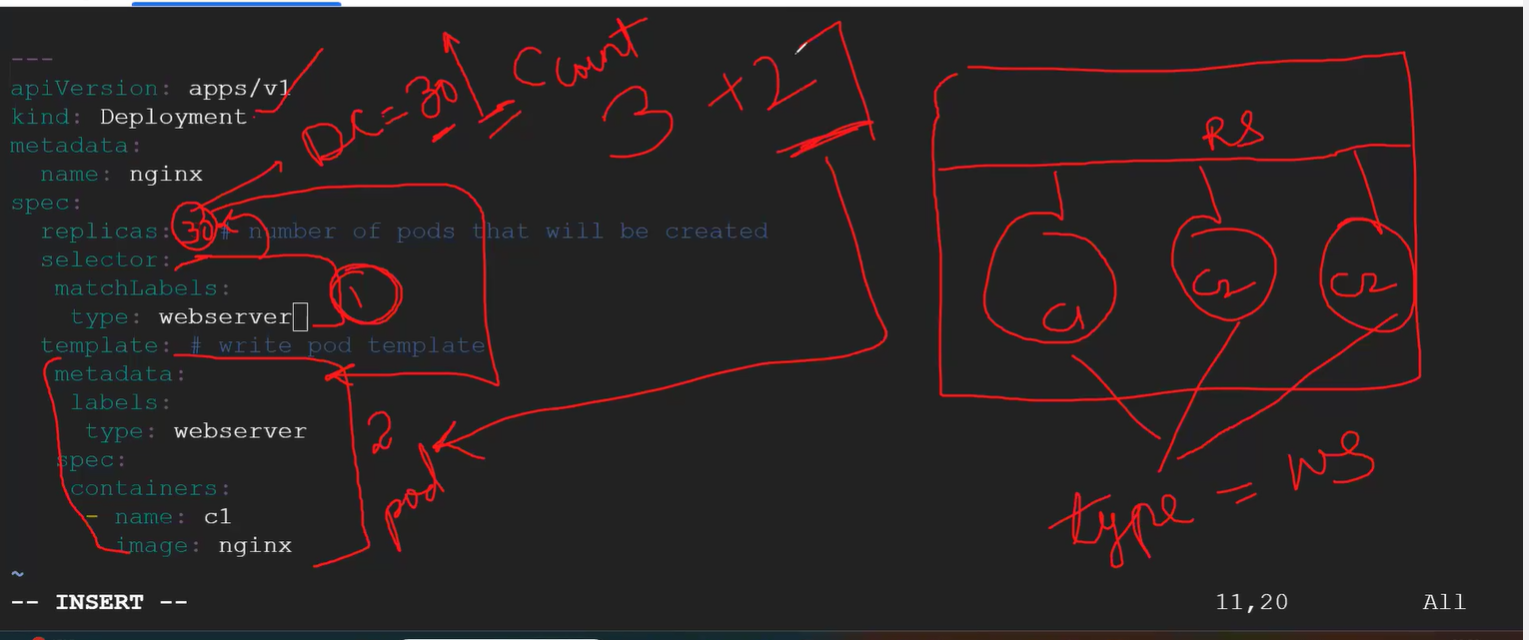 ---
apiVersion: apps/v1
kind: Deployment
metadata:
  name: nginx
spec:
  replicas: 30 # number of pods that will be created
  selector:
   matchLabels:
    type: webserver
  template: # write pod template
   metadata:
    labels:
     type: webserver
   spec:
    containers:
     - name: c1
       image: nginx
~
-- INSERT --
11,20
All
DC = 30
C Count
3 + 2
1
2
pod
RS
C1
C2
C2
type = WS